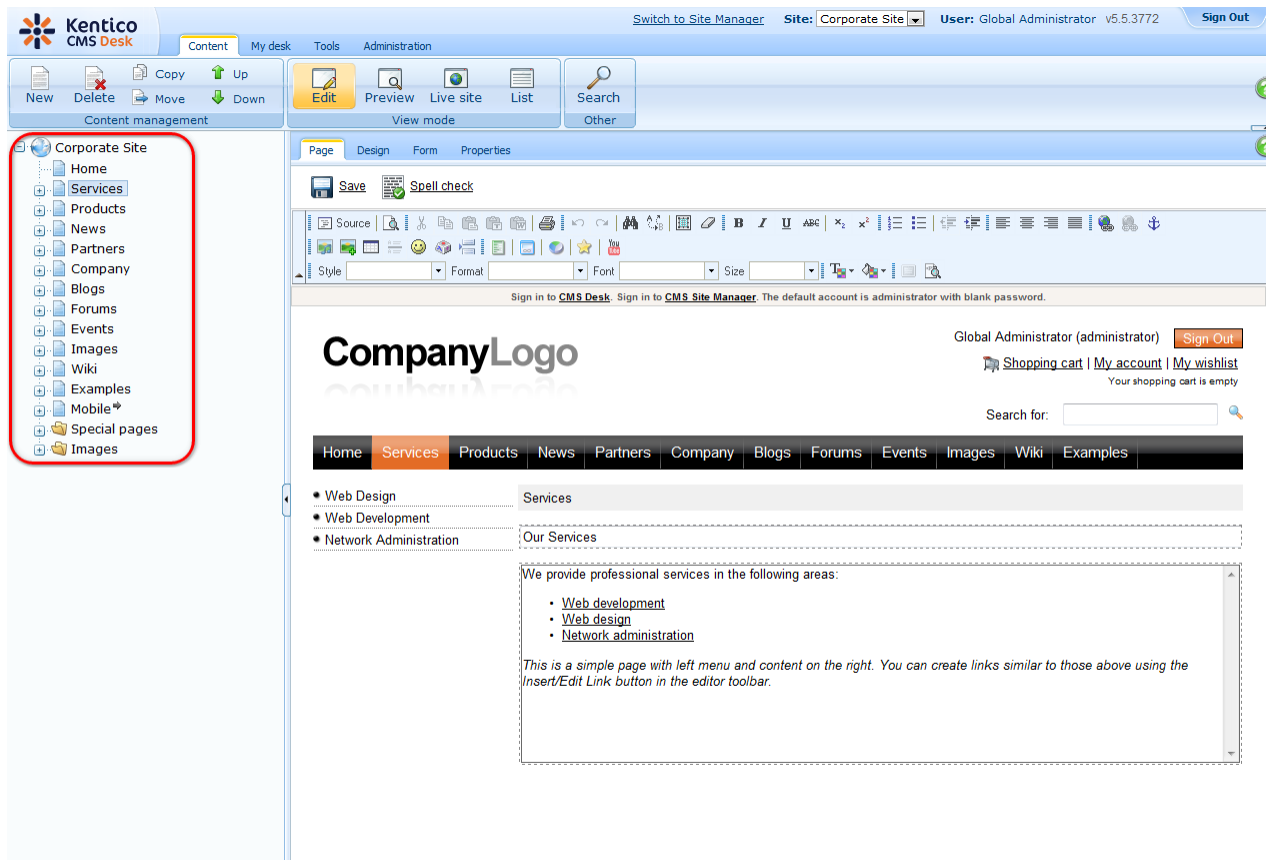 Kentico
CMS Desk
Switch to Site Manager Site: Corporate Site User: Global Administrator v5.5.3772 Sign Out
Content My desk Tools Administration
New Delete Copy Move Up Down
Content management
Edit Preview Live site List
View mode
Search
Other
Corporate Site
Home
Services
Products
News
Partners
Company
Blogs
Forums
Events
Images
Wiki
Examples
Mobile
Special pages
Images
Page Design Form Properties
Save Spell check
Source B I U ABC x₂ x²
You
Style Format Font Size
Sign in to CMS Desk. Sign in to CMS Site Manager. The default account is administrator with blank password.
CompanyLogo
Global Administrator (administrator) Sign Out
Shopping cart | My account | My wishlist
Your shopping cart is empty
Search for:
Home Services Products News Partners Company Blogs Forums Events Images Wiki Examples
Web Design
Web Development
Network Administration
Services
Our Services
We provide professional services in the following areas:
• Web development
• Web design
• Network administration
This is a simple page with left menu and content on the right. You can create links similar to those above using the
Insert/Edit Link button in the editor toolbar.